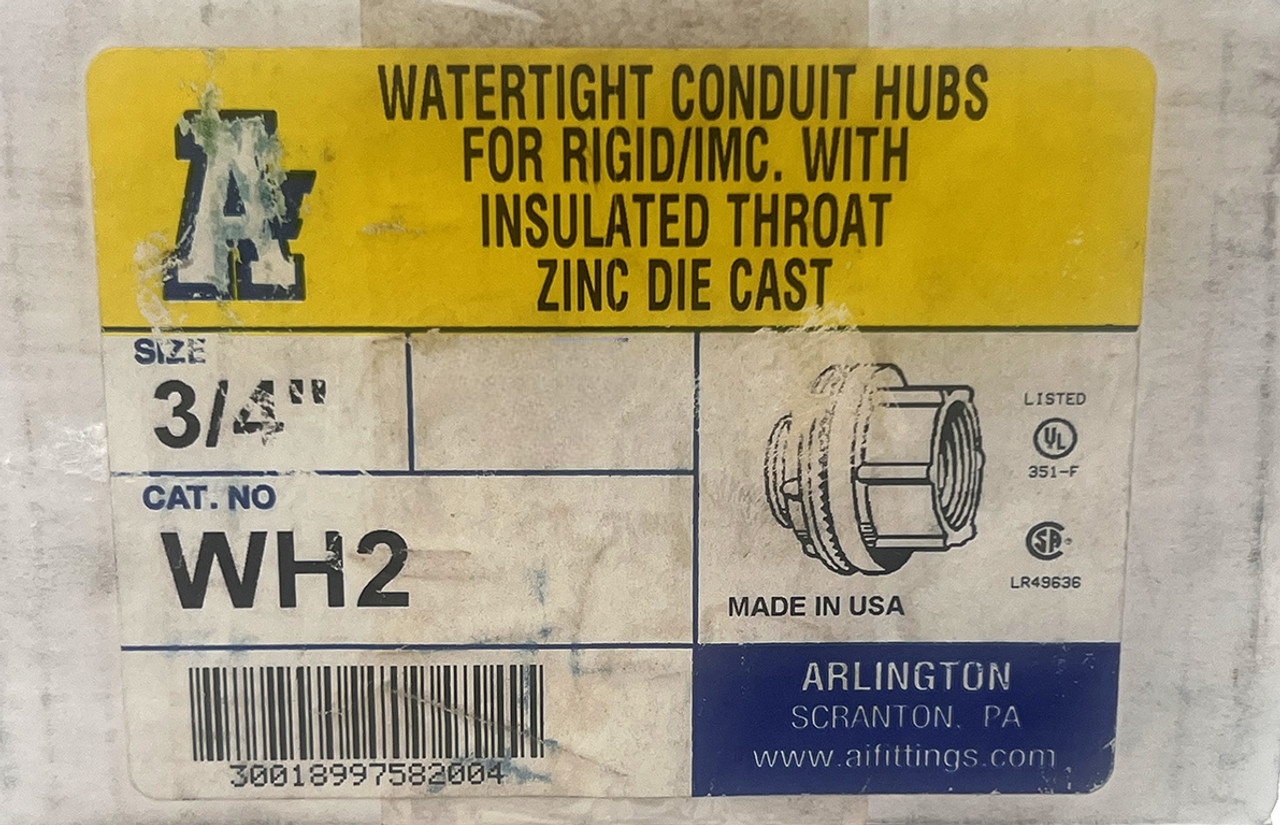 WATERTIGHT CONDUIT HUBS
FOR RIGID/IMC. WITH
INSULATED THROAT
ZINC DIE CAST
SIZE
3/4"
CAT. NO
WH2
30018997582004
LISTED
UL
351-F
SA
LR49636
MADE IN USA
ARLINGTON
SCRANTON, PA
www.aifittings.com